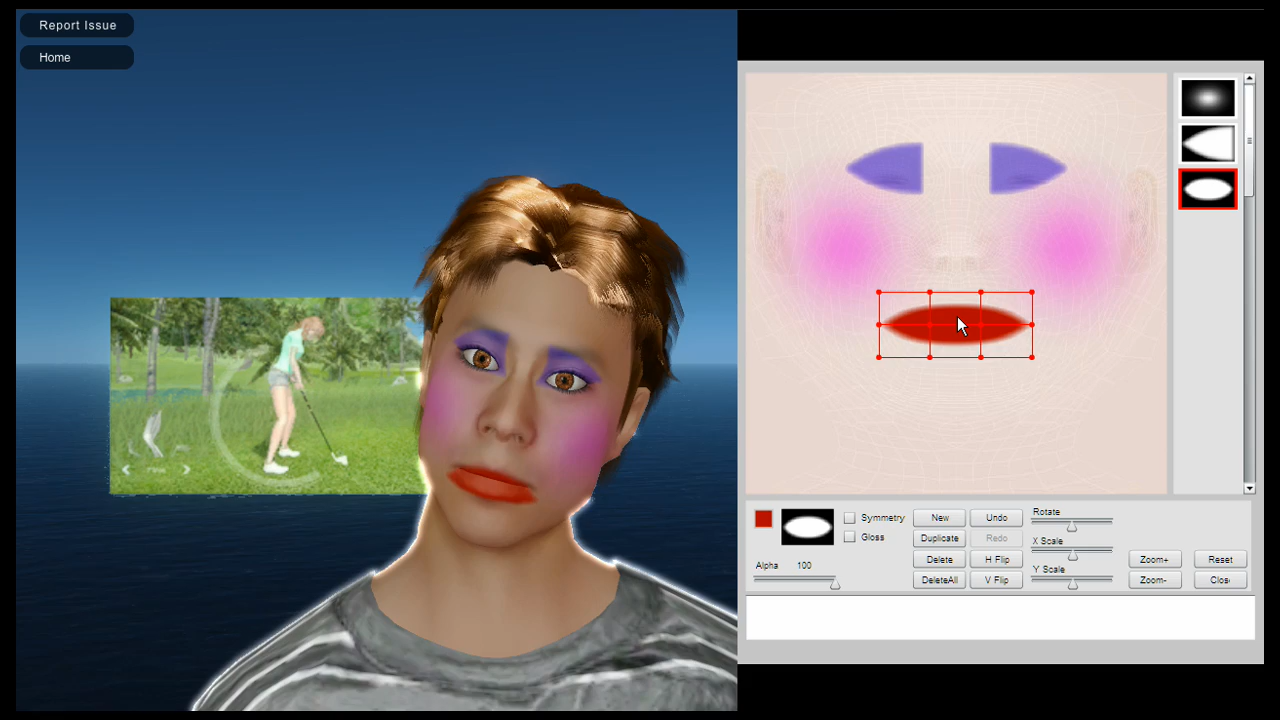 Report Issue
Home
Symmetry
Gloss
Alpha 100
New
Undo
Duplicate
Redo
Delete
H Flip
DeleteAll
V Flip
Rotate
X Scale
Y Scale
Zoom+
Reset
Zoom-
Clos